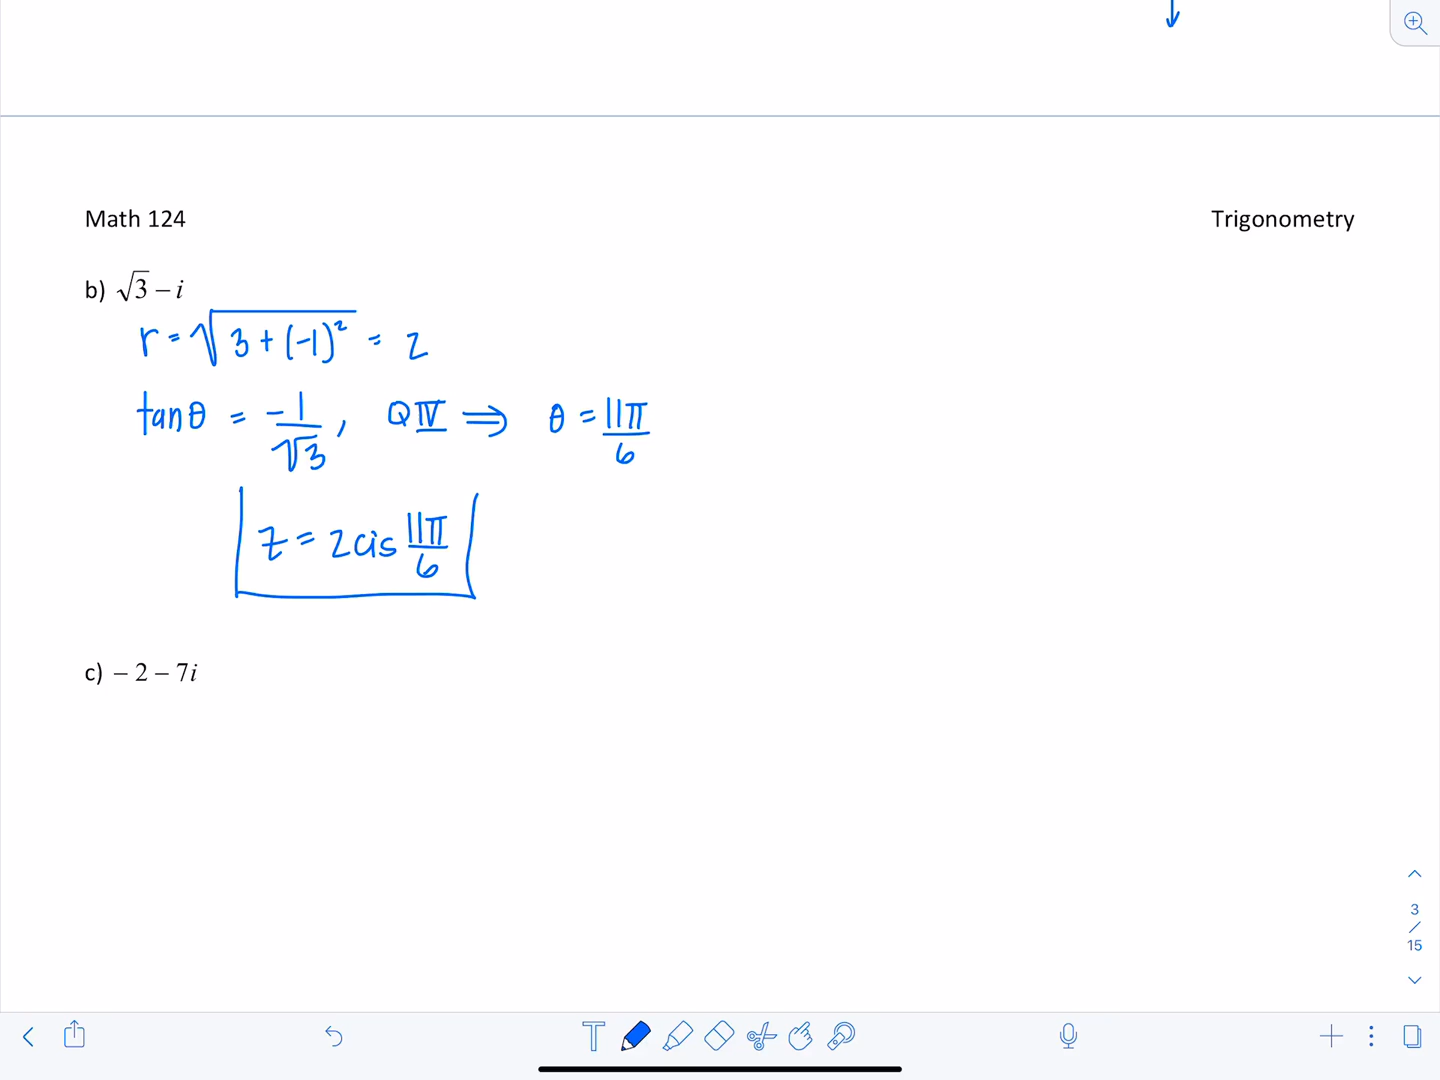 Math 124
Trigonometry
b) √3 – i
r = √3 + (-1)² = 2
tanθ = -1/√3, QIV ⟹ θ = 11π/6
z = 2cis 11π/6
c) – 2 – 7i
3
/
15
T